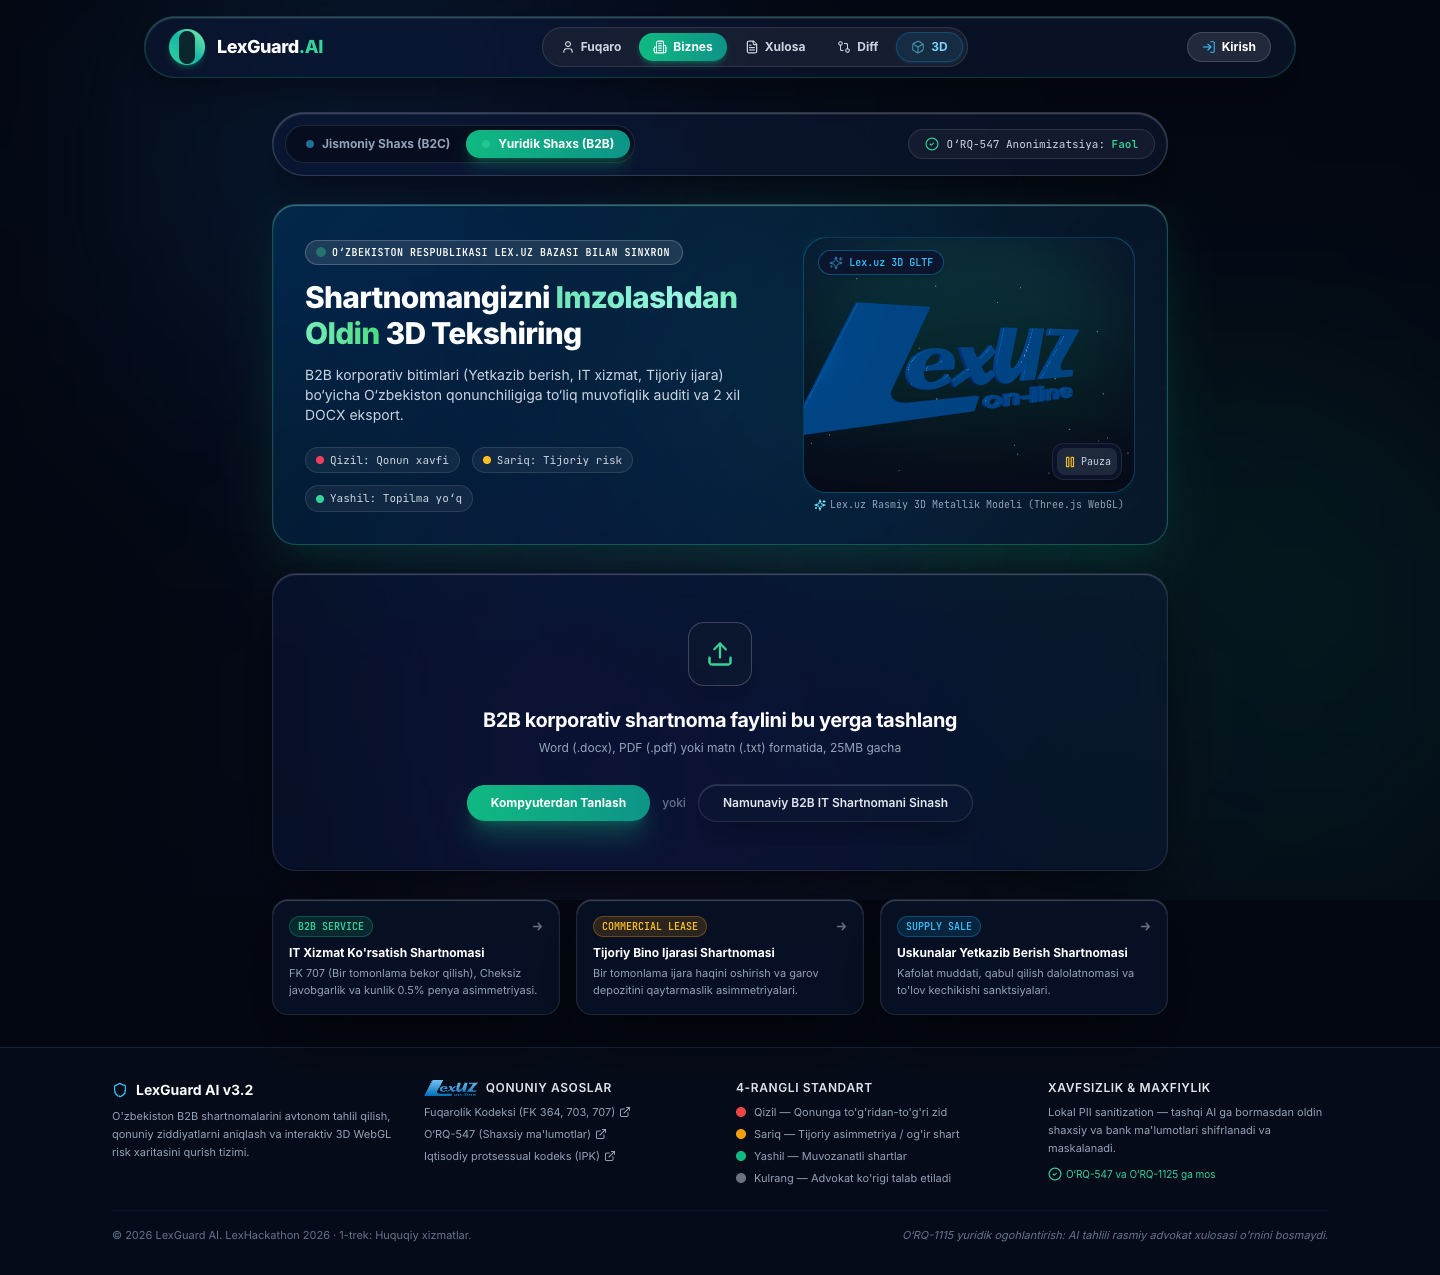 LexGuard.AI
Fuqaro
Biznes
Xulosa
Diff
3D
Kirish
Jismoniy Shaxs (B2C)
Yuridik Shaxs (B2B)
O‘RQ-547 Anonimizatsiya: Faol
O‘ZBEKISTON RESPUBLIKASI LEX.UZ BAZASI BILAN SINXRON
Shartnomangizni Imzolashdan
Oldin 3D Tekshiring
B2B korporativ bitimlari (Yetkazib berish, IT xizmat, Tijoriy ijara)
bo‘yicha O‘zbekiston qonunchiligiga to‘liq muvofiqlik auditi va 2 xil
DOCX eksport.
Qizil: Qonun xavfi
Sariq: Tijoriy risk
Yashil: Topilma yo‘q
Lex.uz 3D GLTF
LexUZ
on-line
Pauza
Lex.uz Rasmiy 3D Metallik Modeli (Three.js WebGL)
B2B korporativ shartnoma faylini bu yerga tashlang
Word (.docx), PDF (.pdf) yoki matn (.txt) formatida, 25MB gacha
Kompyuterdan Tanlash
yoki
Namunaviy B2B IT Shartnomani Sinash
B2B SERVICE
IT Xizmat Ko'rsatish Shartnomasi
FK 707 (Bir tomonlama bekor qilish), Cheksiz
javobgarlik va kunlik 0.5% penya asimmetriyasi.
COMMERCIAL LEASE
Tijoriy Bino Ijarasi Shartnomasi
Bir tomonlama ijara haqini oshirish va garov
depozitini qaytarmaslik asimmetriyalari.
SUPPLY SALE
Uskunalar Yetkazib Berish Shartnomasi
Kafolat muddati, qabul qilish dalolatnomasi va
to'lov kechikishi sanktsiyalari.
LexGuard AI v3.2
O'zbekiston B2B shartnomalarini avtonom tahlil qilish,
qonuniy ziddiyatlarni aniqlash va interaktiv 3D WebGL
risk xaritasini qurish tizimi.
LexUZ QONUNIY ASOSLAR
Fuqarolik Kodeksi (FK 364, 703, 707)
O'RQ-547 (Shaxsiy ma'lumotlar)
Iqtisodiy protsessual kodeks (IPK)
4-RANGLI STANDART
Qizil — Qonunga to'g'ridan-to'g'ri zid
Sariq — Tijoriy asimmetriya / og'ir shart
Yashil — Muvozanatli shartlar
Kulrang — Advokat ko'rigi talab etiladi
XAVFSIZLIK & MAXFIYLIK
Lokal PII sanitization — tashqi AI ga bormasdan oldin
shaxsiy va bank ma'lumotlari shifrlanadi va
maskalanadi.
O'RQ-547 va O'RQ-1125 ga mos
© 2026 LexGuard AI. LexHackathon 2026 · 1-trek: Huquqiy xizmatlar.
O'RQ-1115 yuridik ogohlantirish: AI tahlili rasmiy advokat xulosasi o'rnini bosmaydi.